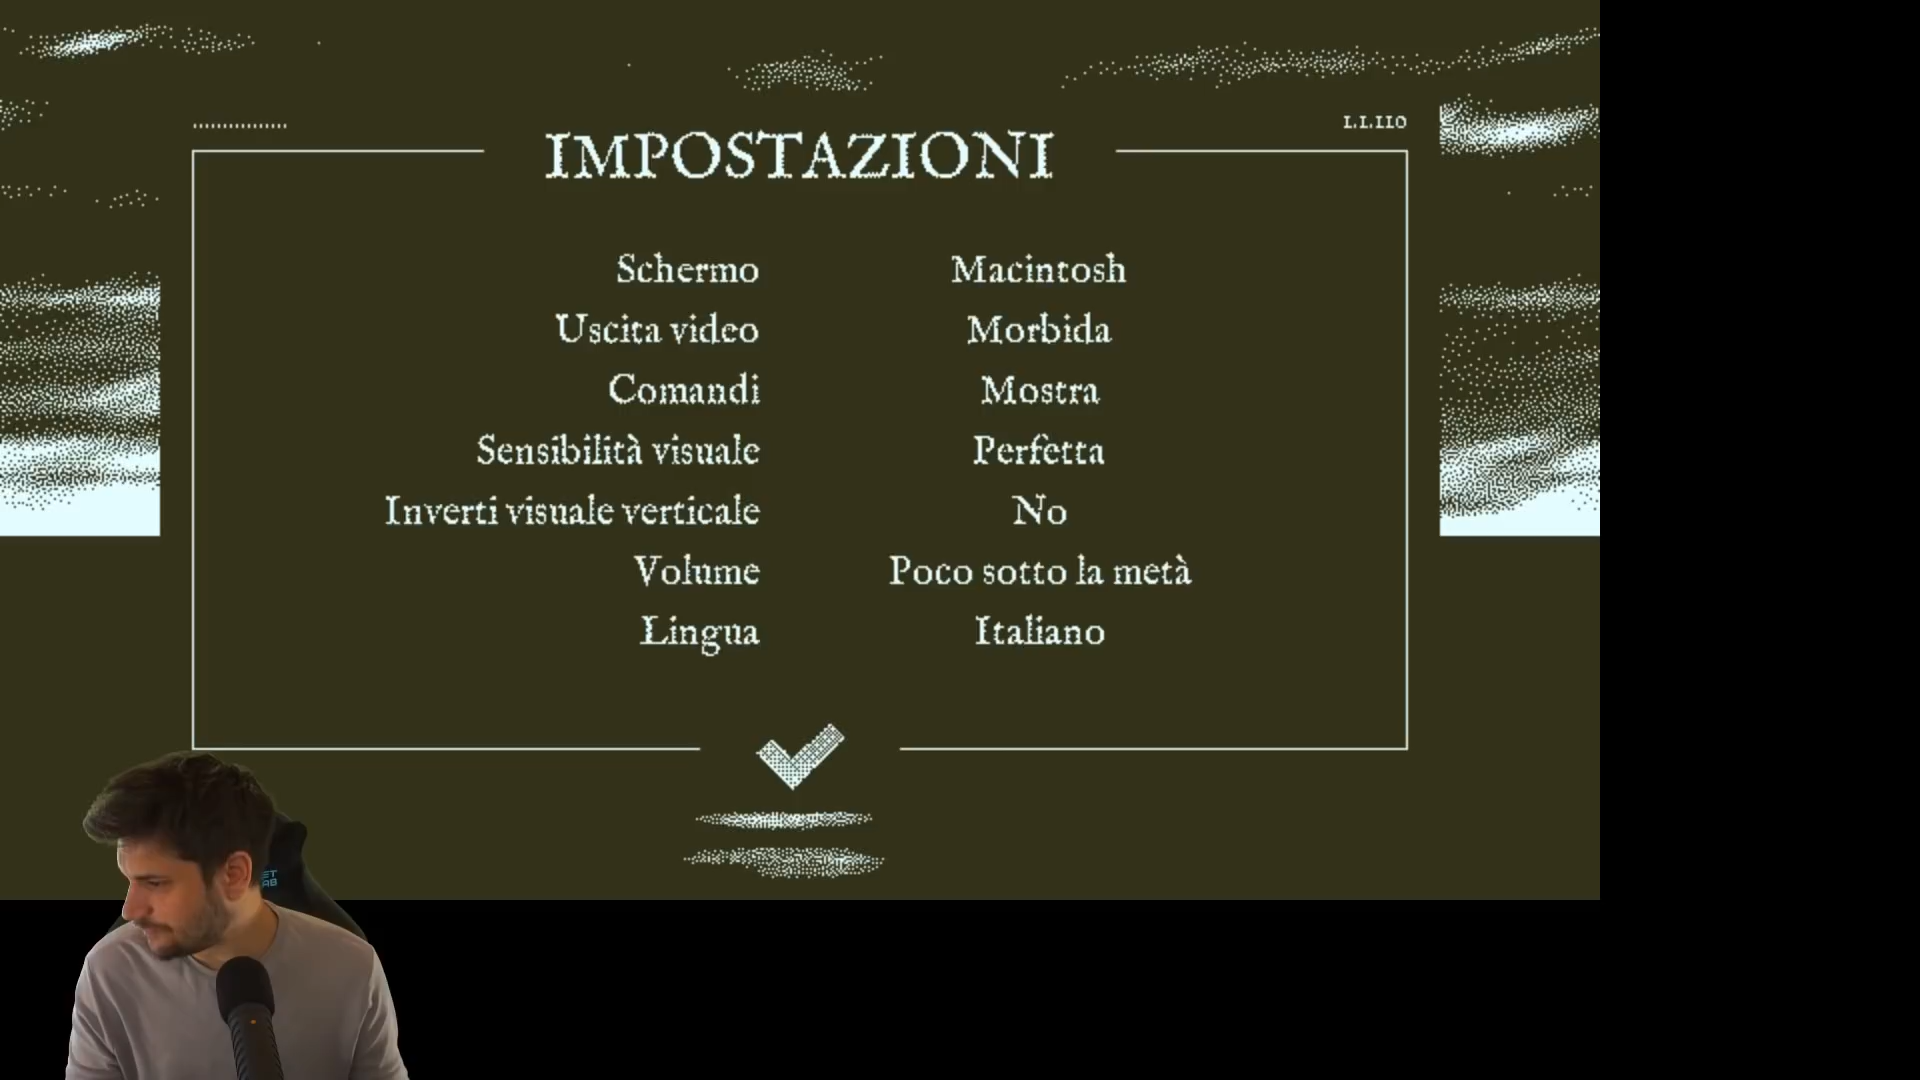 1.1.110
IMPOSTAZIONI
Schermo Macintosh
Uscita video Morbida
Comandi Mostra
Sensibilità visuale Perfetta
Inverti visuale verticale No
Volume Poco sotto la metà
Lingua Italiano